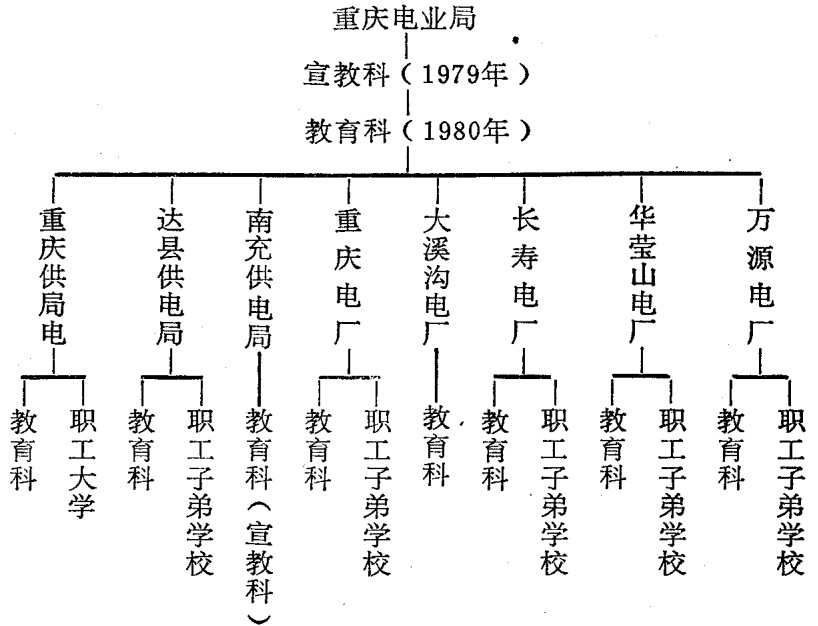 重庆电业局
宣教科（1979年）
教育科（1980年）
重庆供局电
达县供电局
南充供电局
重庆电厂
大溪沟电厂
长寿电厂
华莹山电厂
万源电厂
教育科
职工大学
教育科
职工子弟学校
教育科（宣教科）
教育科
职工子弟学校
教育科
教育科
职工子弟学校
教育科
职工子弟学校
教育科
职工子弟学校